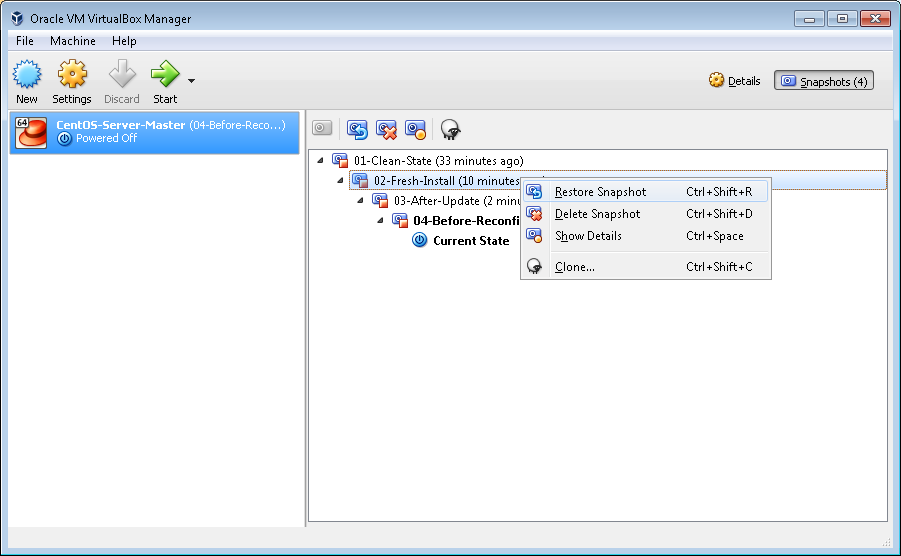 Oracle VM VirtualBox Manager
File Machine Help
New Settings Discard Start
Details Snapshots (4)
64
CentOS-Server-Master (04-Before-Reco...)
Powered Off
01-Clean-State (33 minutes ago)
02-Fresh-Install (10 minutes
03-After-Update (2 minu
04-Before-Reconfi
Current State
Restore Snapshot Ctrl+Shift+R
Delete Snapshot Ctrl+Shift+D
Show Details Ctrl+Space
Clone... Ctrl+Shift+C